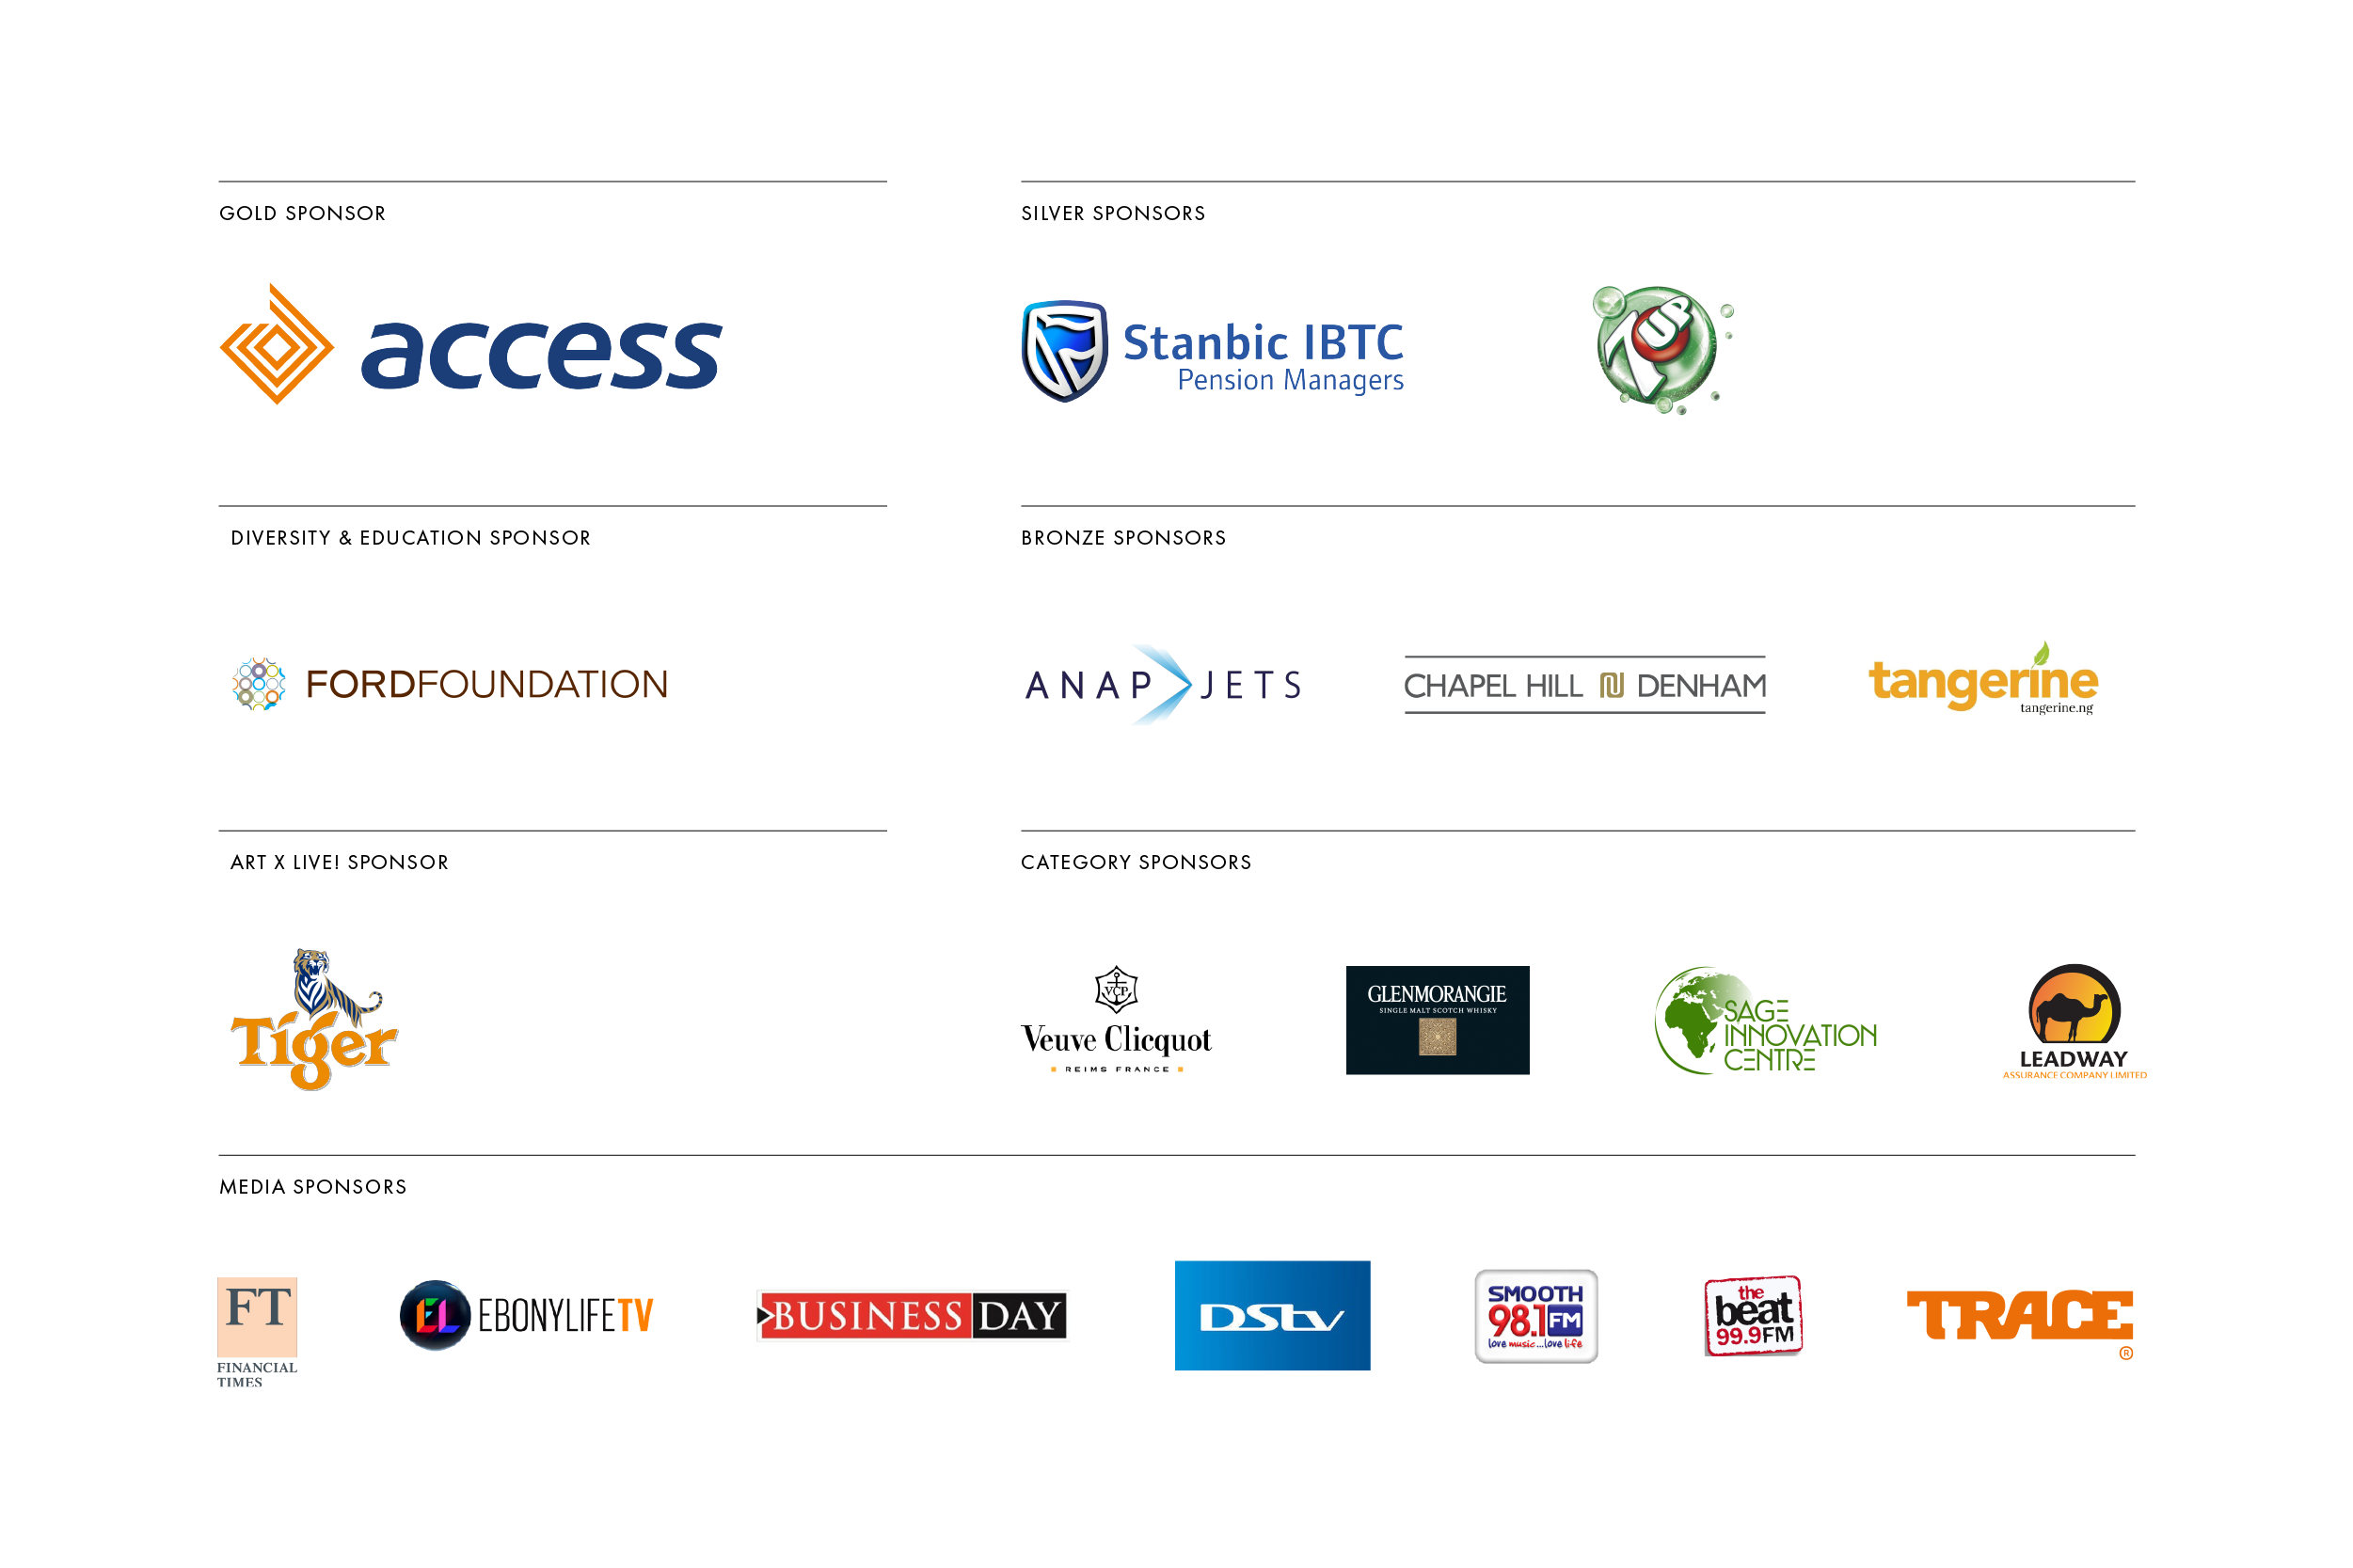 GOLD SPONSOR
access
SILVER SPONSORS
Stanbic IBTC
Pension Managers
7UP
DIVERSITY & EDUCATION SPONSOR
FORDFOUNDATION
BRONZE SPONSORS
ANAP JETS
CHAPEL HILL DENHAM
tangerine
tangerine.ng
ART X LIVE! SPONSOR
Tiger
CATEGORY SPONSORS
VCP
Veuve Clicquot
REIMS FRANCE
GLENMORANGIE
SINGLE MALT SCOTCH WHISKY
SAGE
INNOVATION
CENTRE
LEADWAY
ASSURANCE COMPANY LIMITED
MEDIA SPONSORS
FT
FINANCIAL
TIMES
EL EBONYLIFETV
BUSINESS DAY
DStv
SMOOTH
98.1 FM
love music...love life
the
beat
99.9FM
TRACE
®